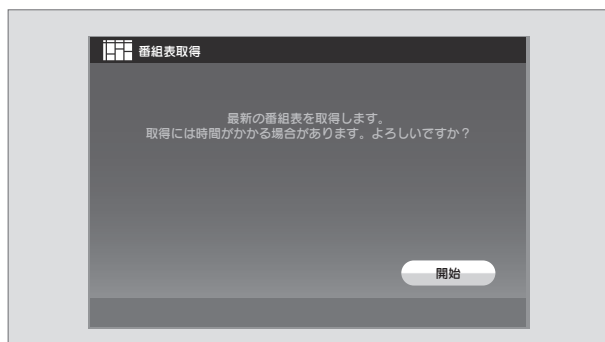 番組表取得
最新の番組表を取得します。
取得には時間がかかる場合があります。よろしいですか？
開始